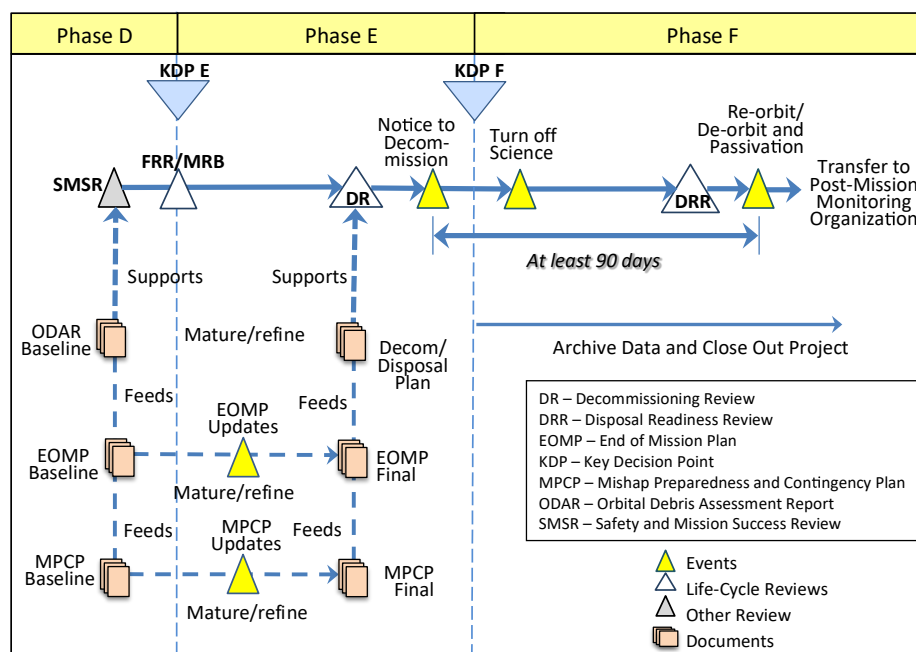 Phase D
Phase E
Phase F
KDP E
KDP F
Notice to
Decom-
mission
Turn off
Science
Re-orbit/
De-orbit and
Passivation
FRR/MRB
SMSR
DR
DRR
Transfer to
Post-Mission
Monitoring
Organization
At least 90 days
Supports
Supports
ODAR
Baseline
Mature/refine
Decom/
Disposal
Plan
Archive Data and Close Out Project
Feeds
Feeds
EOMP
Updates
EOMP
Baseline
EOMP
Final
Mature/refine
Feeds
Feeds
MPCP
Updates
MPCP
Baseline
MPCP
Final
Mature/refine
DR – Decommissioning Review
DRR – Disposal Readiness Review
EOMP – End of Mission Plan
KDP – Key Decision Point
MPCP – Mishap Preparedness and Contingency Plan
ODAR – Orbital Debris Assessment Report
SMSR – Safety and Mission Success Review
Events
Life-Cycle Reviews
Other Review
Documents